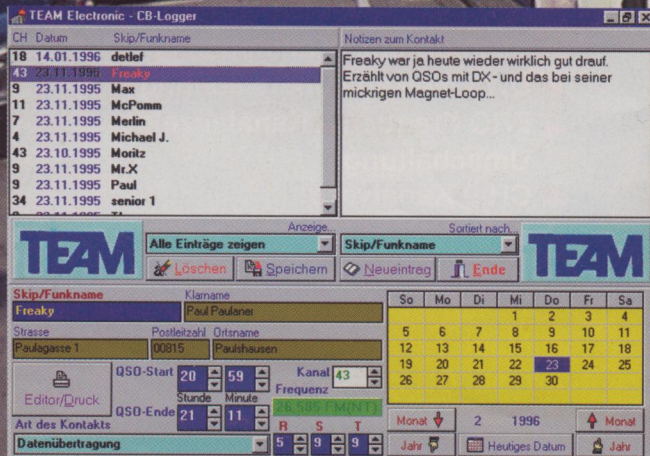 TEAM Electronic - CB-Logger
CH Datum Skip/Funkname
18 14.01.1996 detlef
43 23.11.1995 Freaky
9 23.11.1995 Max
11 23.11.1995 McPomm
7 23.11.1995 Merlin
4 23.11.1995 Michael J.
43 23.10.1995 Moritz
9 23.11.1995 Mr.X
9 23.11.1995 Paul
34 23.11.1995 senior 1
Notizen zum Kontakt
Freaky war ja heute wieder wirklich gut drauf.
Erzählt von QSOs mit DX - und das bei seiner
mickrigen Magnet-Loop...
TEAM
Anzeige...
Alle Einträge zeigen
Löschen Speichern
Sortiert nach...
Skip/Funkname
Neueintrag Ende
TEAM
Skip/Funkname Klarname
Freaky Paul Paulaner
Strasse Postleitzahl Ortsname
Paulagasse 1 00815 Paulshausen
Editor/Druck
QSO-Start 20 59
Stunde Minute
QSO-Ende 21 11
Kanal 43
Frequenz
26,585 FM(NT)
R S T
5 9 9
Art des Kontakts
Datenübertragung
So Mo Di Mi Do Fr Sa
1 2 3 4
5 6 7 8 9 10 11
12 13 14 15 16 17 18
19 20 21 22 23 24 25
26 27 28 29 30
Monat 2 1996 Monat
Jahr Heutiges Datum Jahr